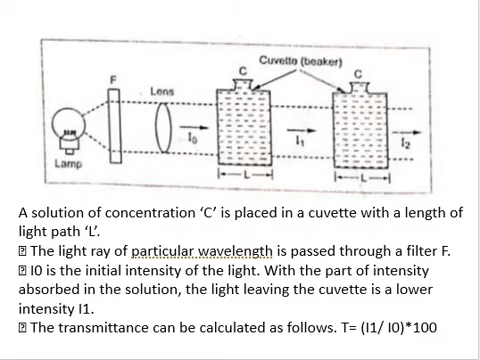 Cuvette (beaker)
F
Lens
C
C
I0
I1
I2
Lamp
L
L
A solution of concentration ‘C’ is placed in a cuvette with a length of
light path ‘L’.
⍰ The light ray of particular wavelength is passed through a filter F.
⍰ I0 is the initial intensity of the light. With the part of intensity
absorbed in the solution, the light leaving the cuvette is a lower
intensity I1.
⍰ The transmittance can be calculated as follows. T= (I1/ I0)*100